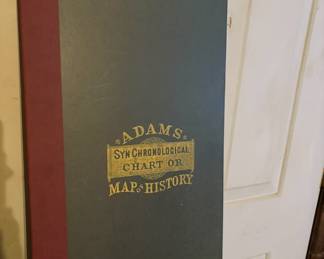 ADAMS
SYNCHRONOLOGICAL
CHART OR
MAP OF HISTORY